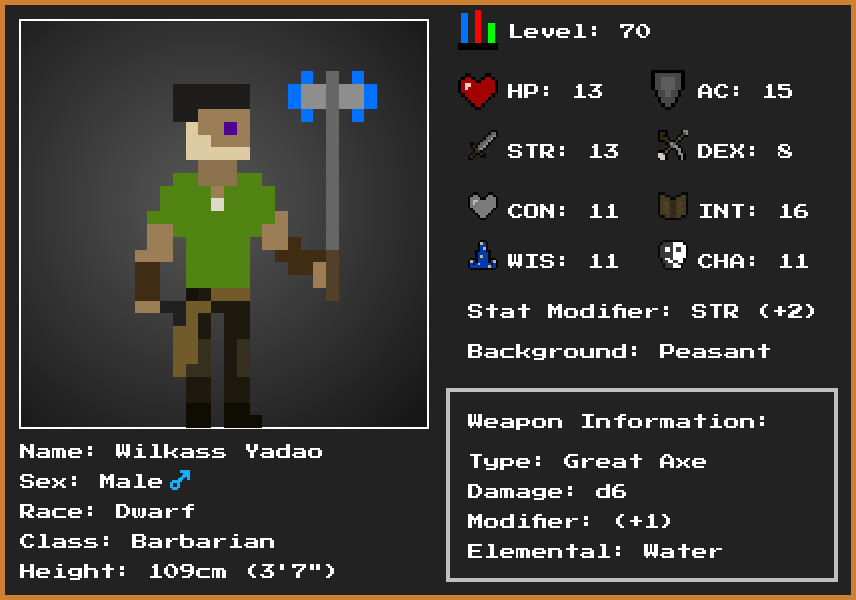 Level: 70
HP: 13
AC: 15
STR: 13
DEX: 8
CON: 11
INT: 16
WIS: 11
CHA: 11
Stat Modifier: STR (+2)
Background: Peasant
Weapon Information:
Type: Great Axe
Damage: d6
Modifier: (+1)
Elemental: Water
Name: Wilkass Yadao
Sex: Male ♂
Race: Dwarf
Class: Barbarian
Height: 109cm (3'7")